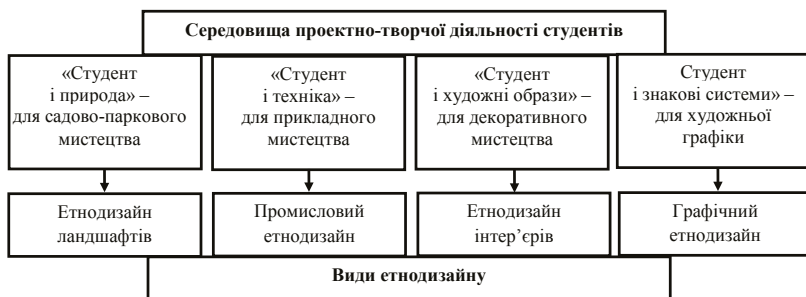 Середовища проектно-творчої діяльності студентів
«Студент
і природа» –
для садово-паркового
мистецтва
«Студент
і техніка» –
для прикладного
мистецтва
«Студент
і художні образи» –
для декоративного
мистецтва
Студент
і знакові системи» –
для художньої
графіки
Етнодизайн
ландшафтів
Промисловий
етнодизайн
Етнодизайн
інтер’єрів
Графічний
етнодизайн
Види етнодизайну